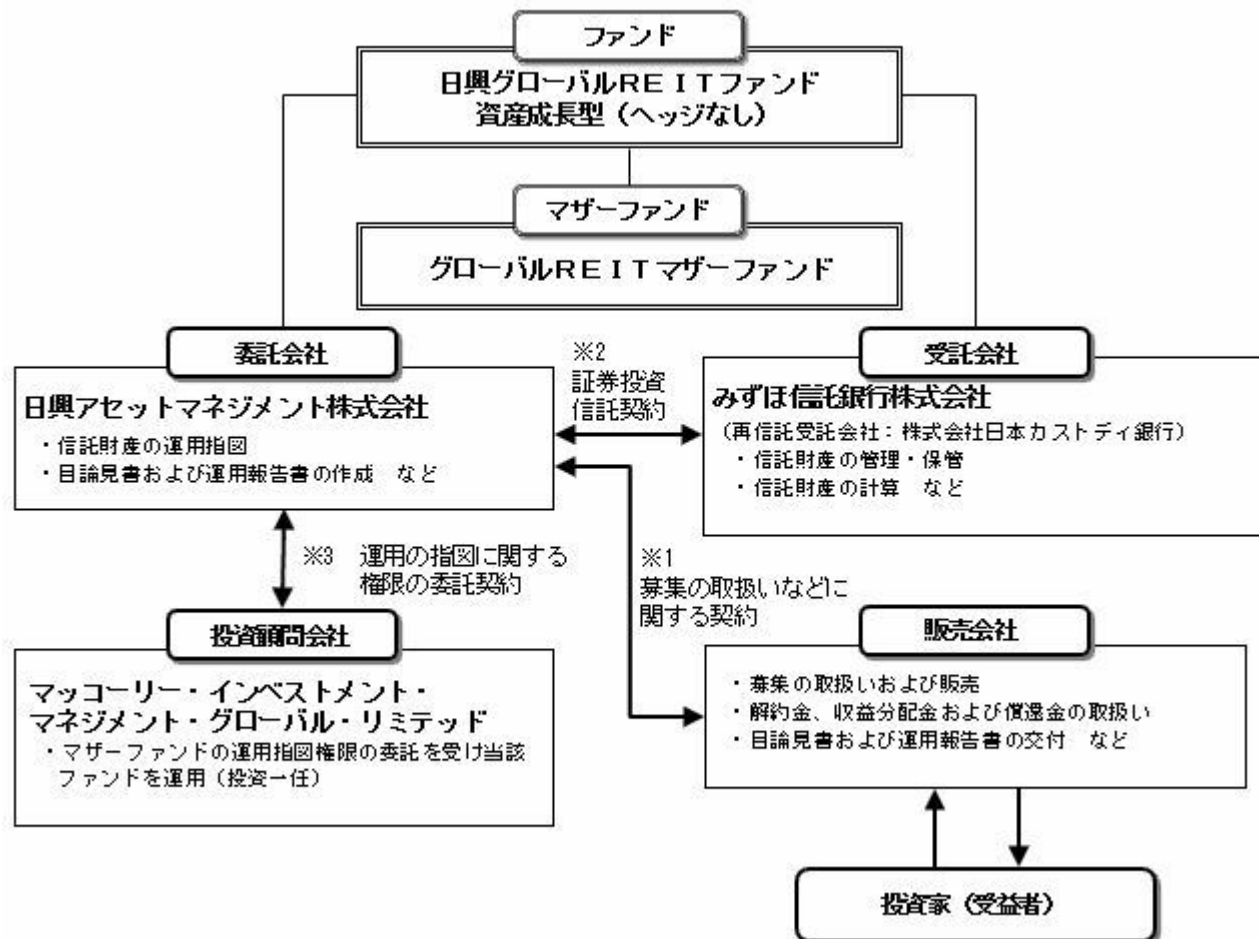 ファンド
日興グローバルREITファンド
資産成長型(ヘッジなし)
マザーファンド
グローバルREITマザーファンド
委託会社
日興アセットマネジメント株式会社
・信託財産の運用指図
・目論見書および運用報告書の作成 など
※2
証券投資
信託契約
受託会社
みずほ信託銀行株式会社
(再信託受託会社:株式会社日本カストディ銀行)
・信託財産の管理・保管
・信託財産の計算 など
※3 運用の指図に関する
権限の委託契約
※1
募集の取扱いなどに
関する契約
投資顧問会社
マッコーリー・インベストメント・
マネジメント・グローバル・リミテッド
・マザーファンドの運用指図権限の委託を受け当該
ファンドを運用(投資一任)
販売会社
・募集の取扱いおよび販売
・解約金、収益分配金および償還金の取扱い
・目論見書および運用報告書の交付 など
投資家(受益者)